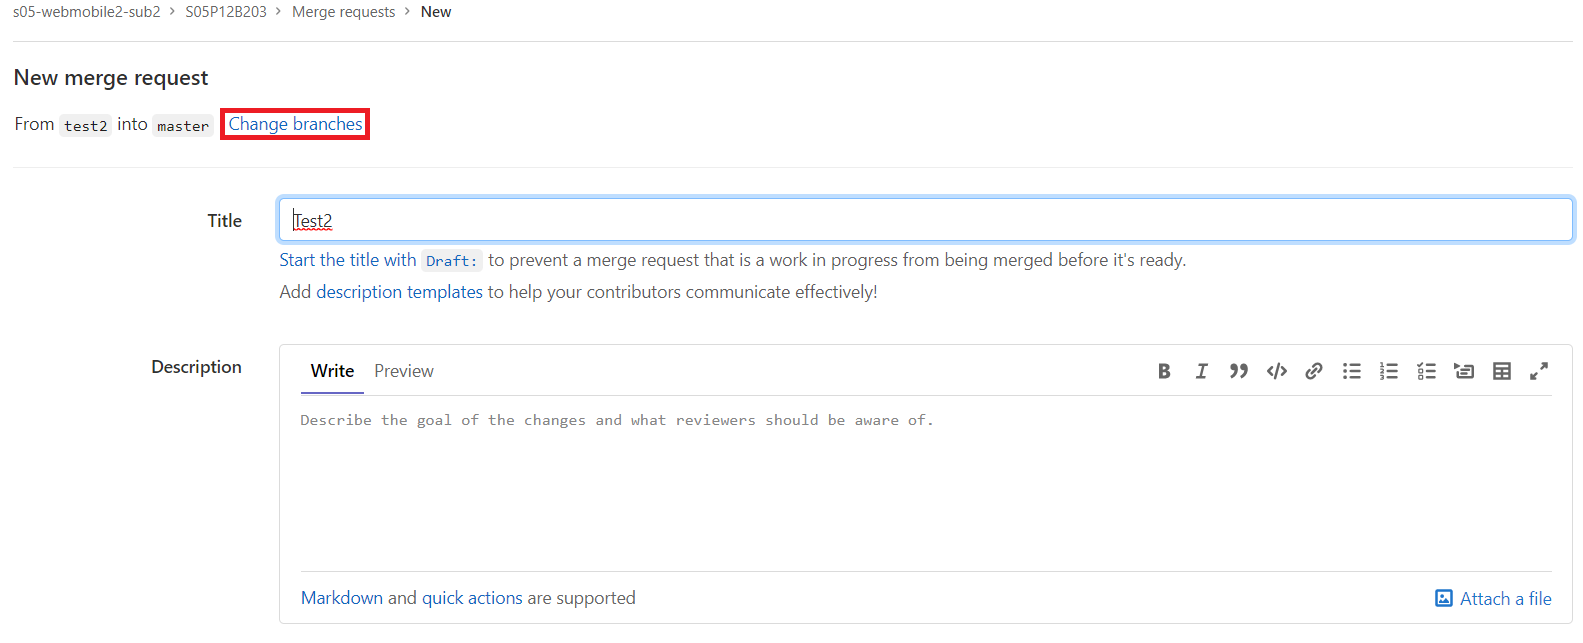 s05-webmobile2-sub2 > S05P12B203 > Merge requests > New
New merge request
From test2 into master Change branches
Title
Test2
Start the title with Draft: to prevent a merge request that is a work in progress from being merged before it's ready.
Add description templates to help your contributors communicate effectively!
Description
Write Preview
Describe the goal of the changes and what reviewers should be aware of.
Markdown and quick actions are supported
Attach a file